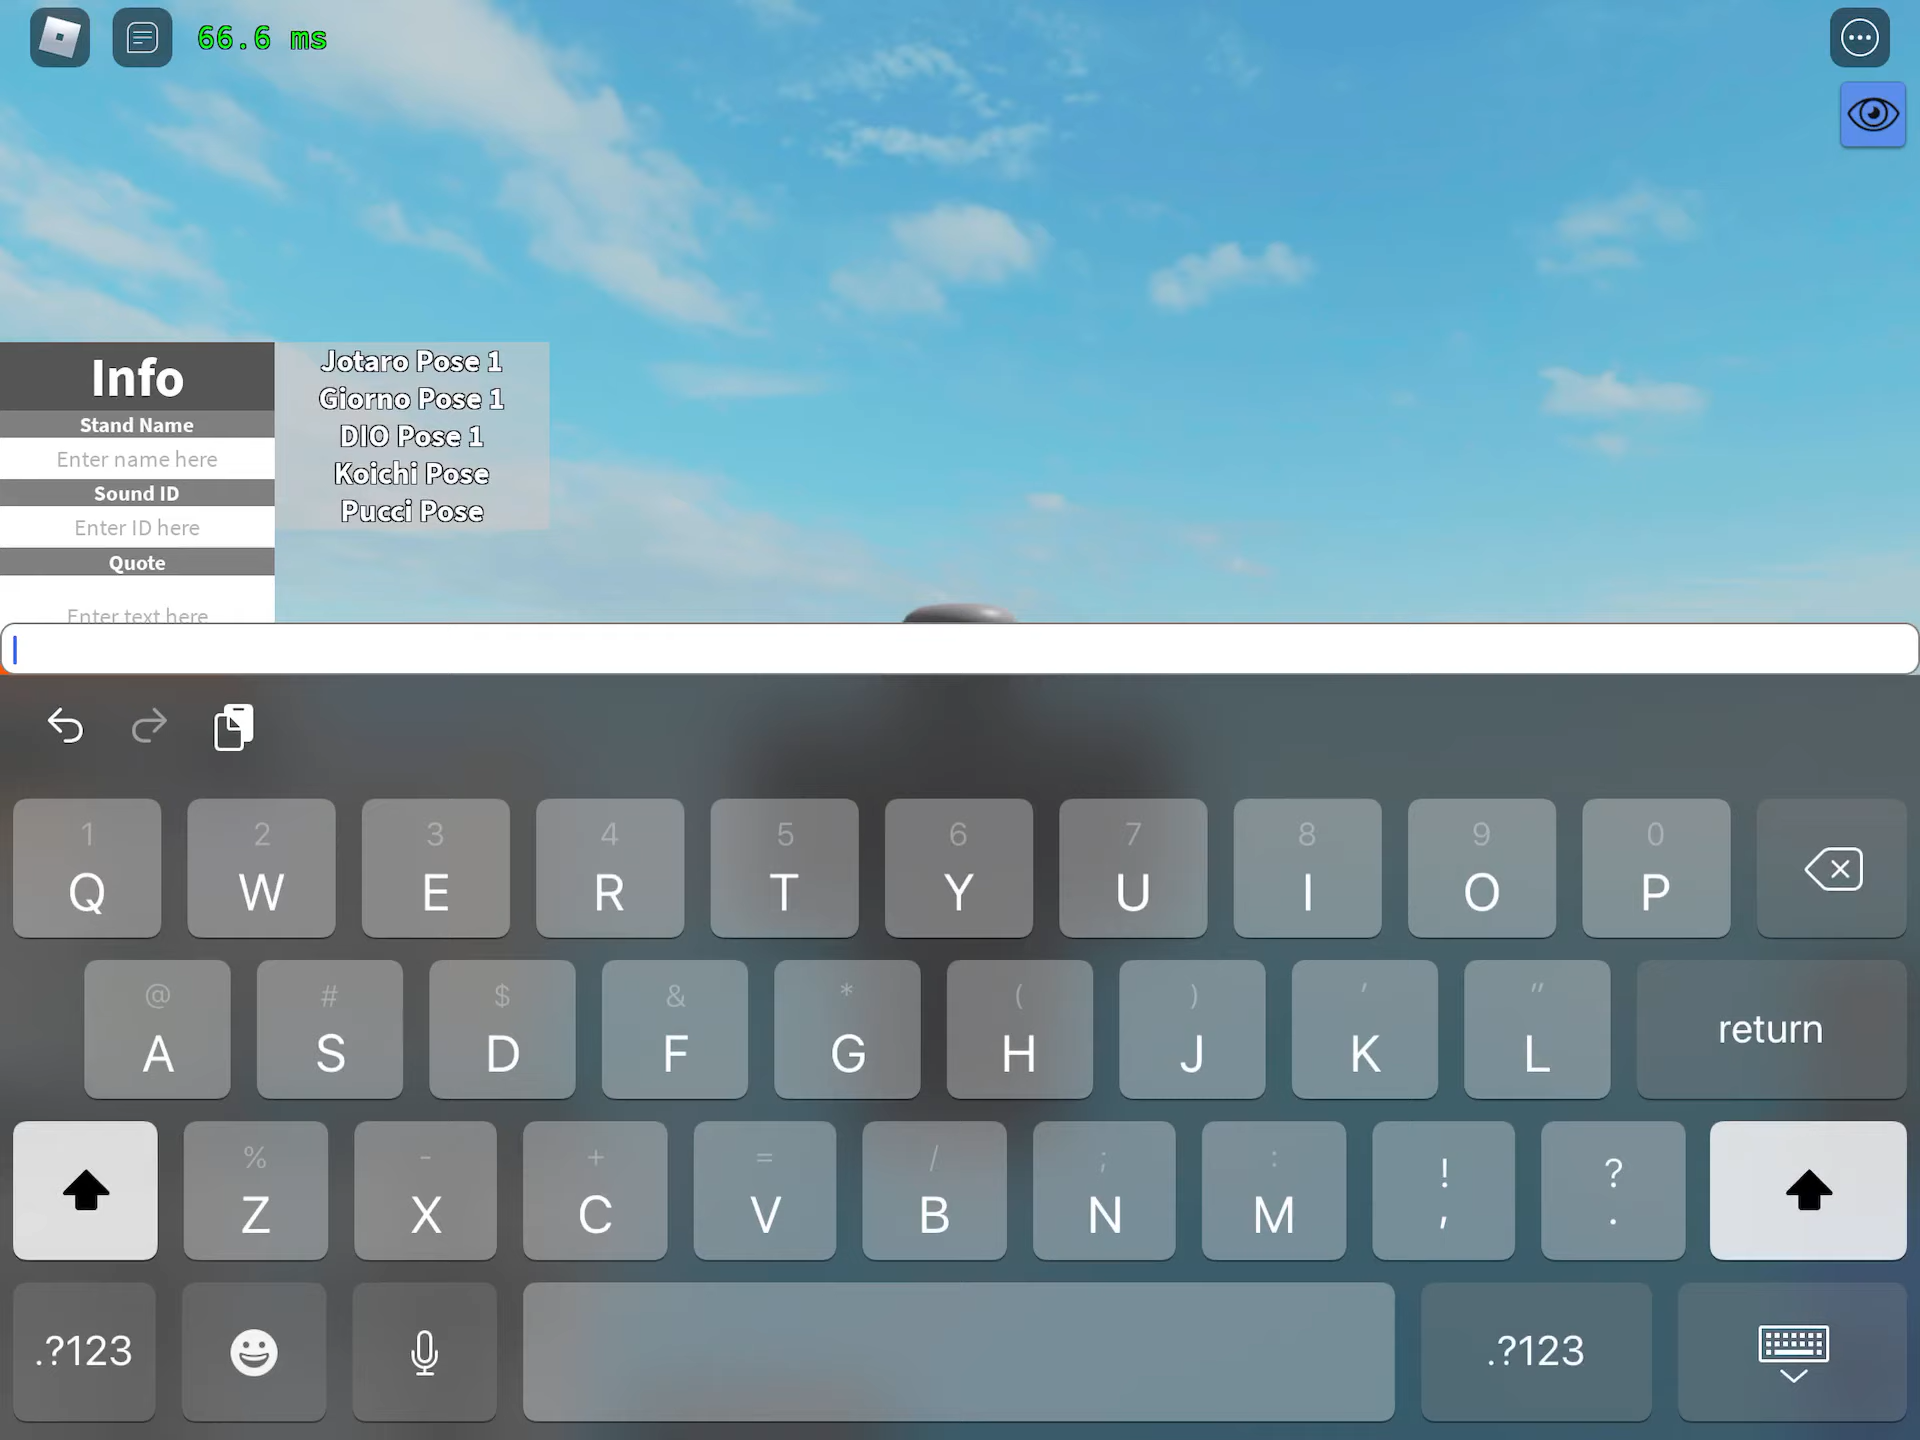 66.6 ms
Info
Stand Name
Enter name here
Sound ID
Enter ID here
Quote
Enter text here
Jotaro Pose 1
Giorno Pose 1
DIO Pose 1
Koichi Pose
Pucci Pose
1 2 3 4 5 6 7 8 9 0
Q W E R T Y U I O P
@ # $ & * ( ) ' "
A S D F G H J K L return
% - + = / ; : ! ?
Z X C V B N M , .
.?123 .?123